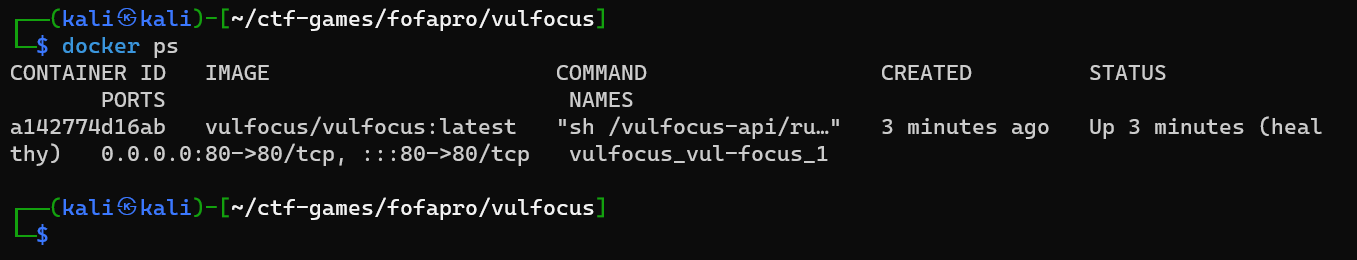 ┌──(kali㉿kali)-[~/ctf-games/fofapro/vulfocus]
└─$ docker ps
CONTAINER ID   IMAGE                      COMMAND                  CREATED         STATUS
       PORTS                               NAMES
a142774d16ab   vulfocus/vulfocus:latest   "sh /vulfocus-api/ru…"   3 minutes ago   Up 3 minutes (heal
thy)   0.0.0.0:80->80/tcp, :::80->80/tcp   vulfocus_vul-focus_1
┌──(kali㉿kali)-[~/ctf-games/fofapro/vulfocus]
└─$